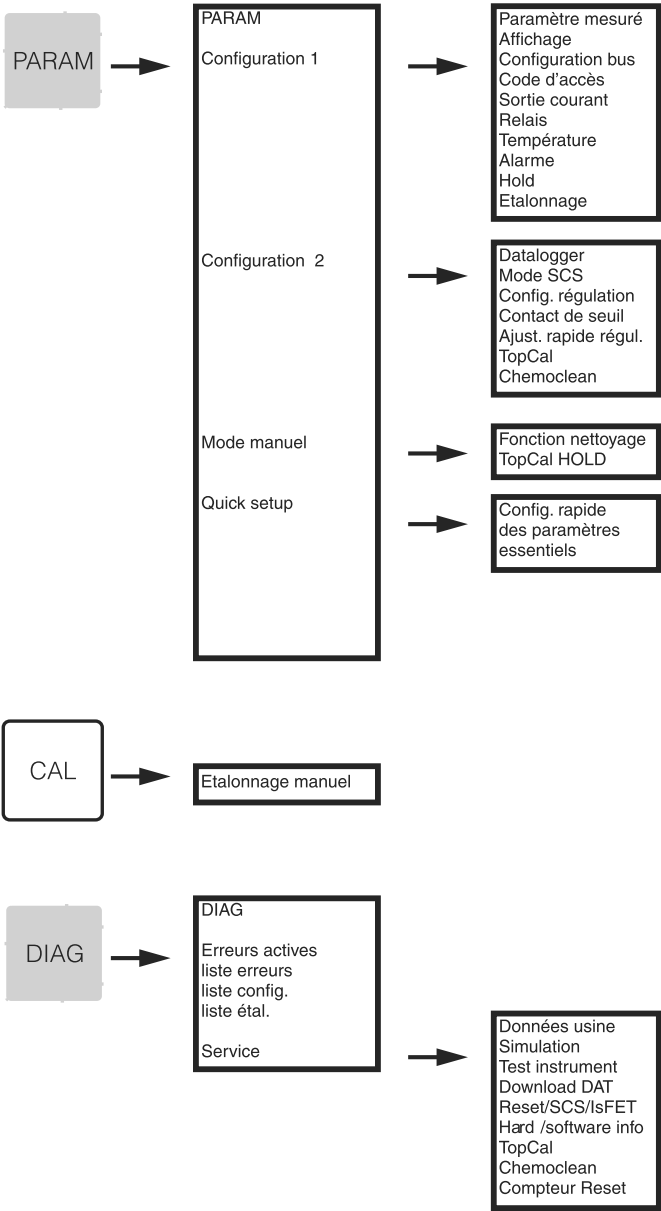 PARAM
PARAM
Configuration 1
Paramètre mesuré
Affichage
Configuration bus
Code d'accès
Sortie courant
Relais
Température
Alarme
Hold
Etalonnage
Configuration 2
Datalogger
Mode SCS
Config. régulation
Contact de seuil
Ajust. rapide régul.
TopCal
Chemoclean
Mode manuel
Fonction nettoyage
TopCal HOLD
Quick setup
Config. rapide
des paramètres
essentiels
CAL
Etalonnage manuel
DIAG
DIAG
Erreurs actives
liste erreurs
liste config.
liste étal.
Service
Données usine
Simulation
Test instrument
Download DAT
Reset/SCS/IsFET
Hard /software info
TopCal
Chemoclean
Compteur Reset